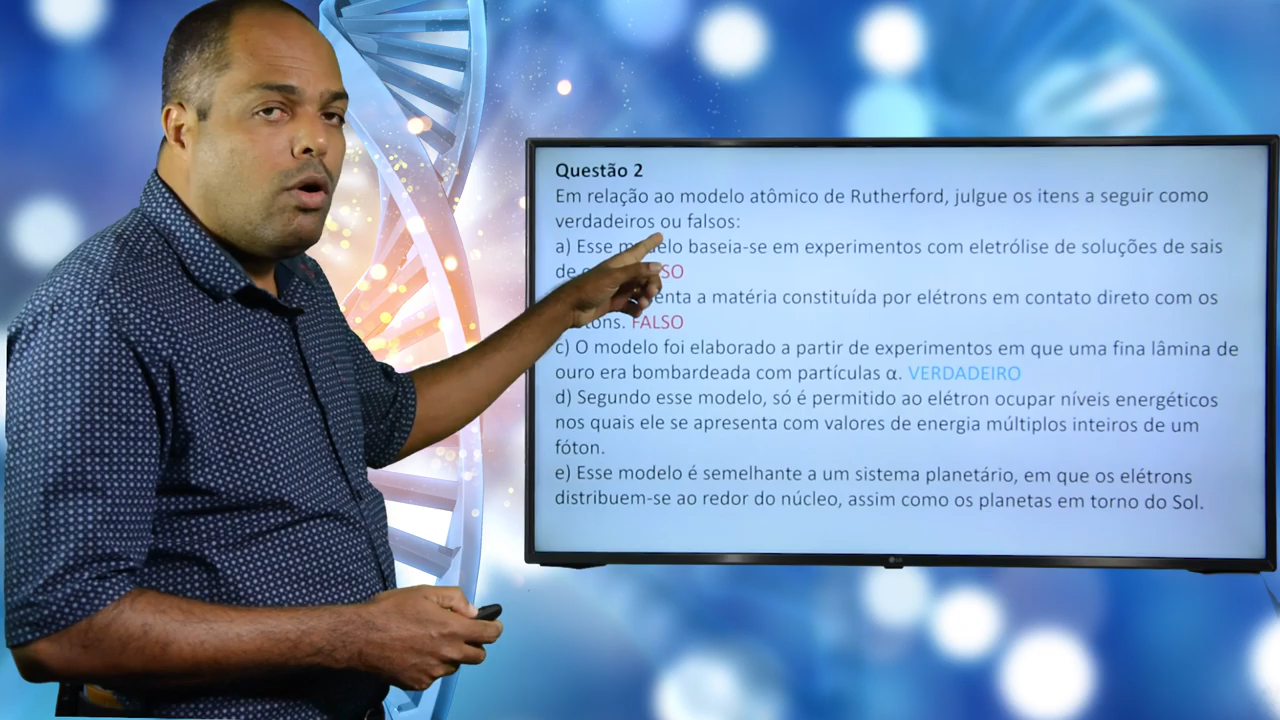 Questão 2
Em relação ao modelo atômico de Rutherford, julgue os itens a seguir como
verdadeiros ou falsos:
a) Esse baseia-se em experimentos com eletrólise de soluções de sais
de
a matéria constituída por elétrons em contato direto com os
FALSO
c) O modelo foi elaborado a partir de experimentos em que uma fina lâmina de
ouro era bombardeada com partículas α. VERDADEIRO
d) Segundo esse modelo, só é permitido ao elétron ocupar níveis energéticos
nos quais ele se apresenta com valores de energia múltiplos inteiros de um
fóton.
e) Esse modelo é semelhante a um sistema planetário, em que os elétrons
distribuem-se ao redor do núcleo, assim como os planetas em torno do Sol.
LG